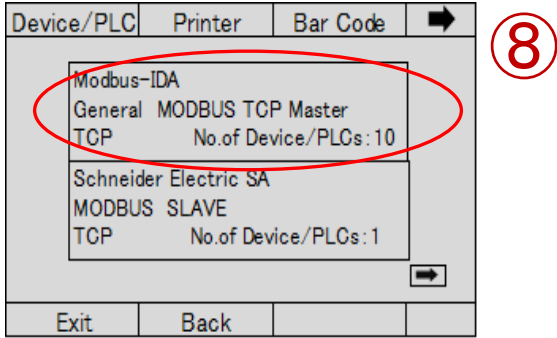 Device/PLC Printer Bar Code ➡
⑧
Modbus-IDA
General MODBUS TCP Master
TCP No.of Device/PLCs:10
Schneider Electric SA
MODBUS SLAVE
TCP No.of Device/PLCs:1
➡
Exit Back